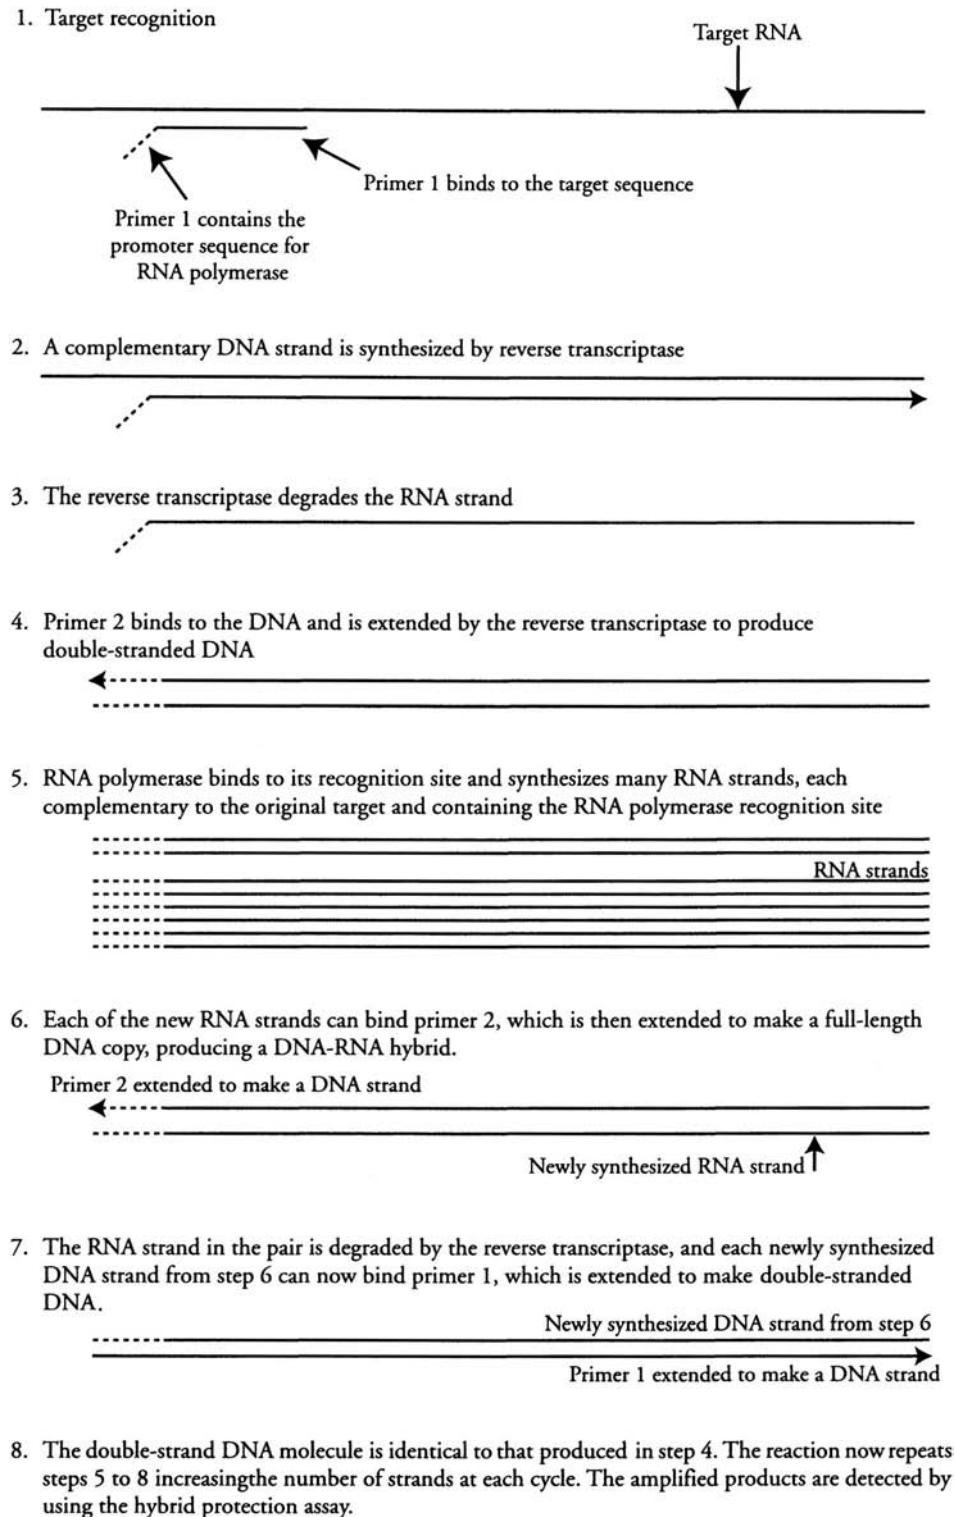 1. Target recognition
Target RNA
Primer 1 binds to the target sequence
Primer 1 contains the
promoter sequence for
RNA polymerase
2. A complementary DNA strand is synthesized by reverse transcriptase
3. The reverse transcriptase degrades the RNA strand
4. Primer 2 binds to the DNA and is extended by the reverse transcriptase to produce
double-stranded DNA
5. RNA polymerase binds to its recognition site and synthesizes many RNA strands, each
complementary to the original target and containing the RNA polymerase recognition site
RNA strands
6. Each of the new RNA strands can bind primer 2, which is then extended to make a full-length
DNA copy, producing a DNA-RNA hybrid.
Primer 2 extended to make a DNA strand
Newly synthesized RNA strand
7. The RNA strand in the pair is degraded by the reverse transcriptase, and each newly synthesized
DNA strand from step 6 can now bind primer 1, which is extended to make double-stranded
DNA.
Newly synthesized DNA strand from step 6
Primer 1 extended to make a DNA strand
8. The double-strand DNA molecule is identical to that produced in step 4. The reaction now repeats
steps 5 to 8 increasingthe number of strands at each cycle. The amplified products are detected by
using the hybrid protection assay.